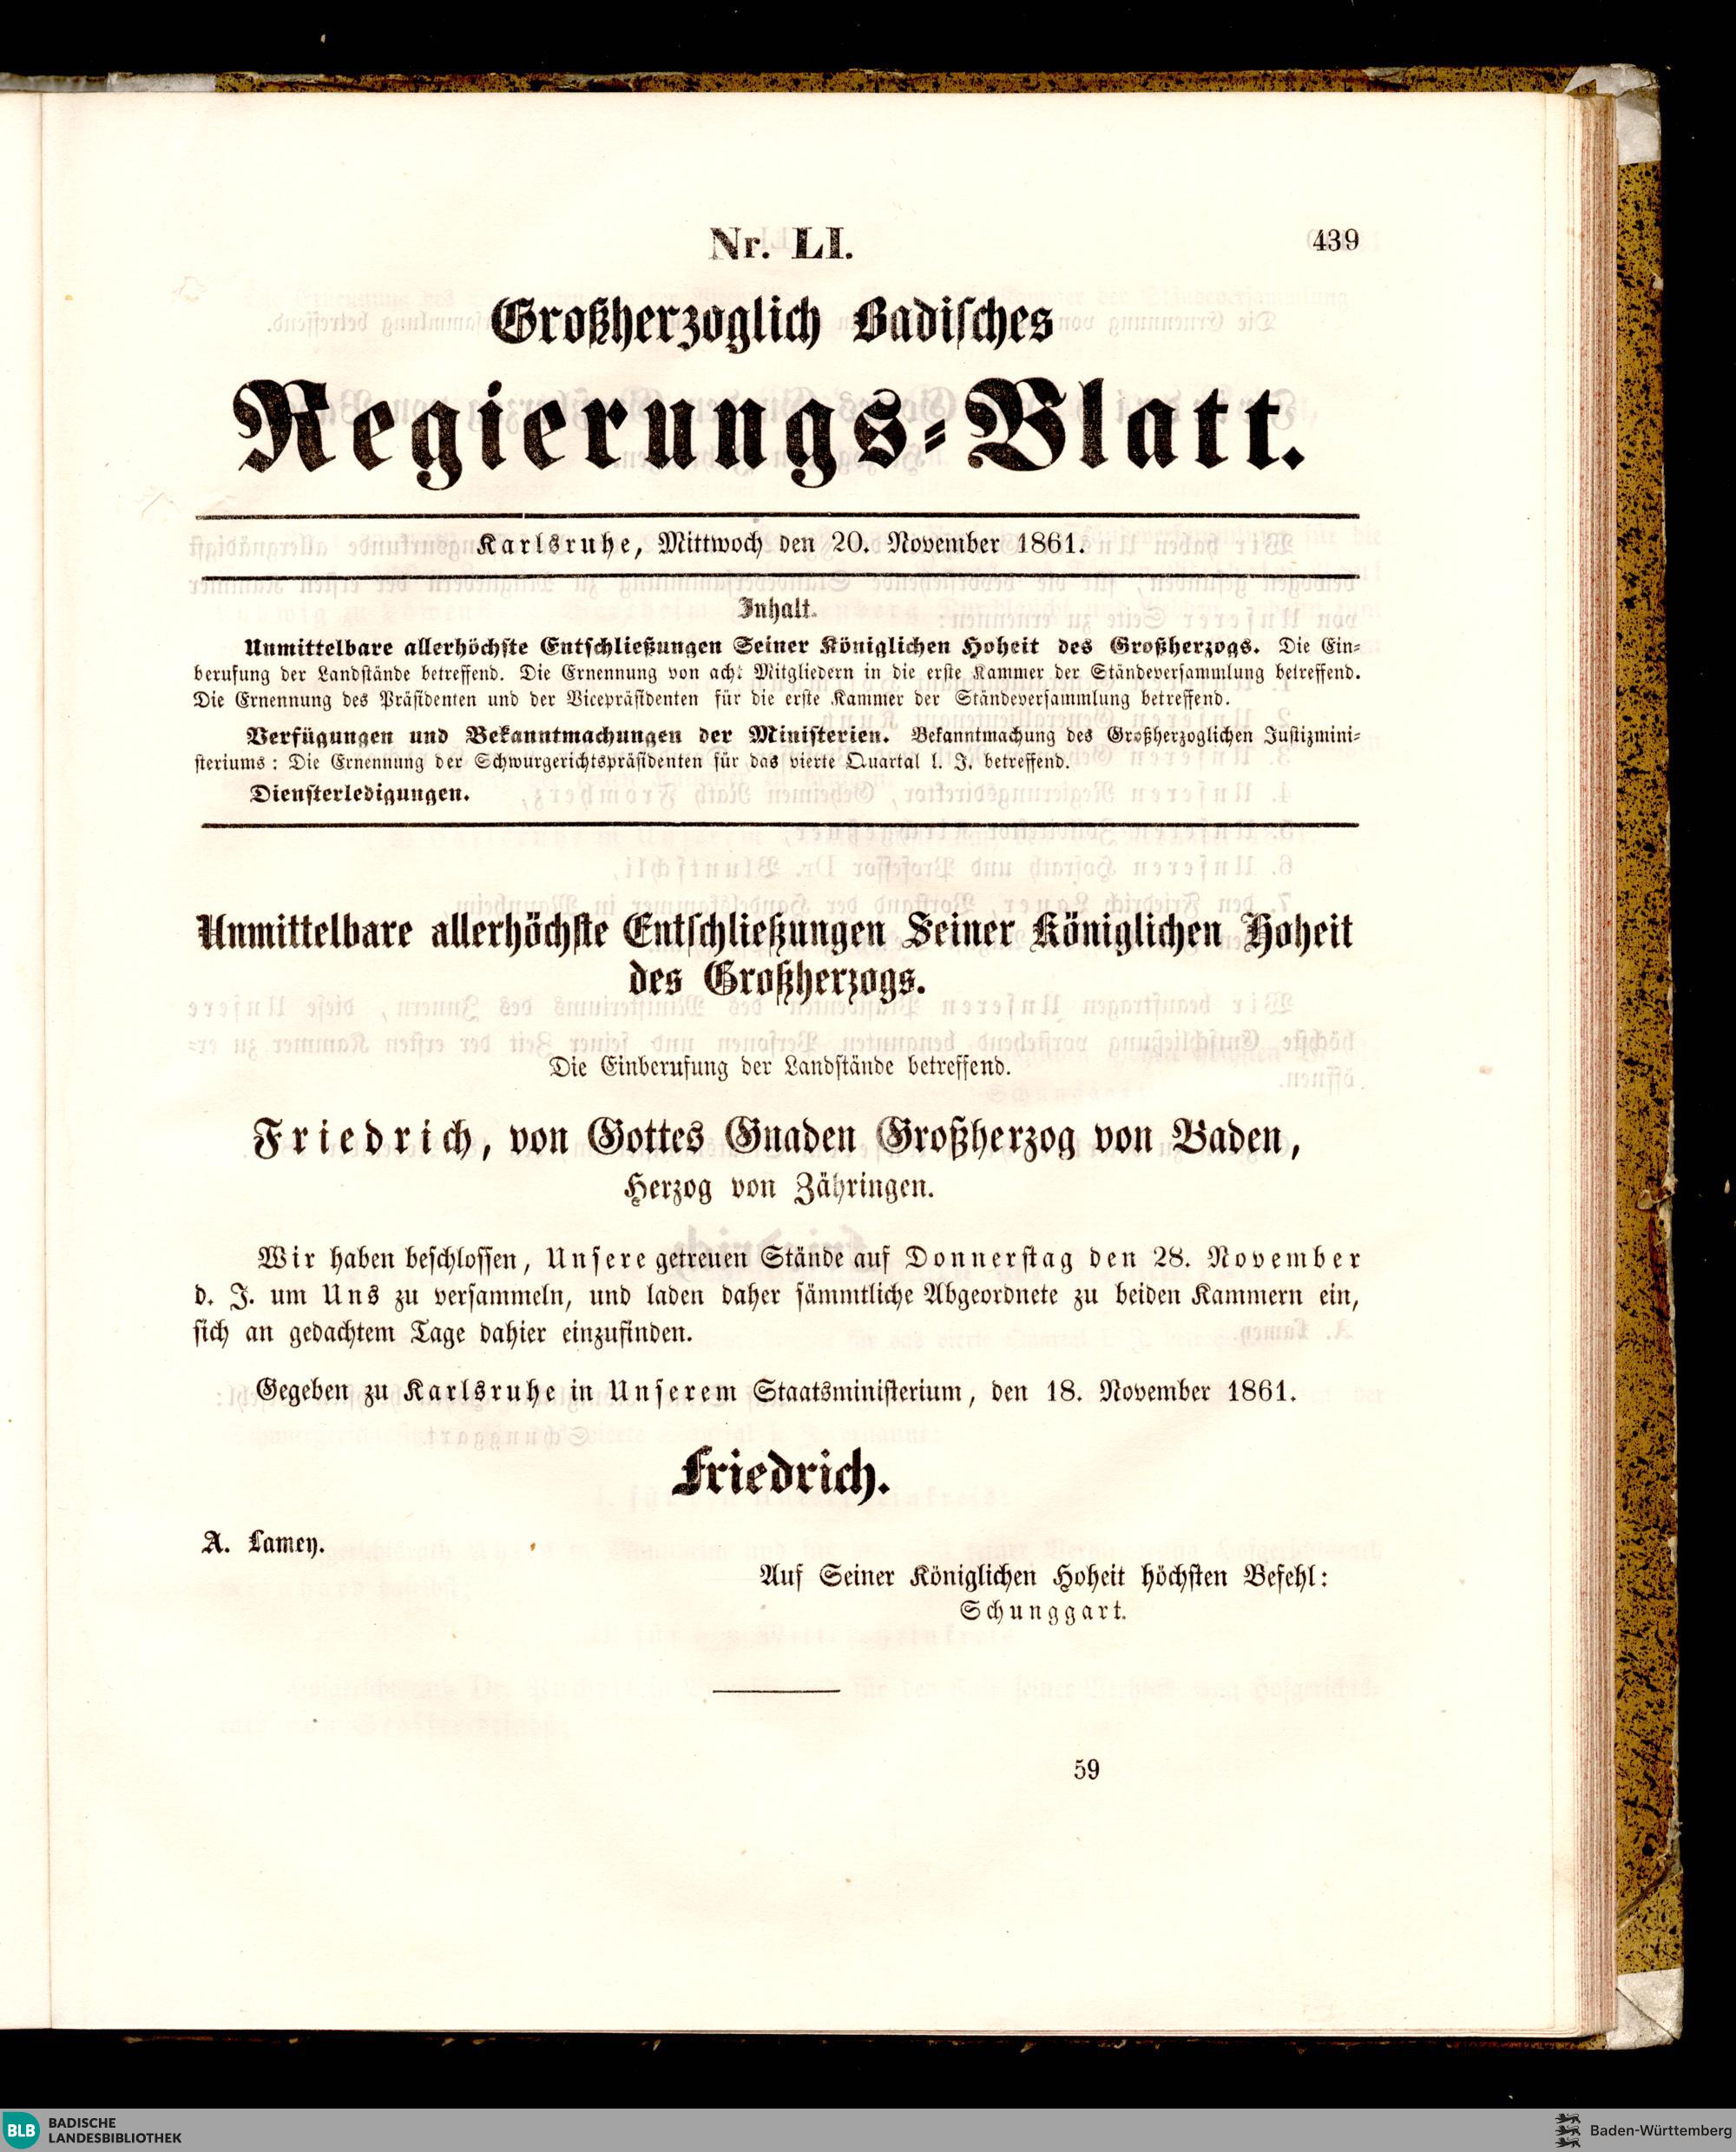 Nr. LI.
439
Großherzoglich Badisches
Regierungs-Blatt.
Karlsruhe, Mittwoch den 20. November 1861.
Inhalt.
Unmittelbare allerhöchste Entschließungen Seiner Königlichen Hoheit des Großherzogs. Die Ein-
berufung der Landstände betreffend. Die Ernennung von acht Mitgliedern in die erste Kammer der Ständeversammlung betreffend.
Die Ernennung des Präsidenten und der Vicepräsidenten für die erste Kammer der Ständeversammlung betreffend.
Verfügungen und Bekanntmachungen der Ministerien. Bekanntmachung des Großherzoglichen Justizmini-
steriums: Die Ernennung der Schwurgerichtspräsidenten für das vierte Quartal l. J. betreffend.
Diensterledigungen.
Unmittelbare allerhöchste Entschließungen Seiner Königlichen Hoheit
des Großherzogs.
Die Einberufung der Landstände betreffend.
Friedrich, von Gottes Gnaden Großherzog von Baden,
Herzog von Zähringen.
Wir haben beschlossen, Unsere getreuen Stände auf Donnerstag den 28. November
d. J. um Uns zu versammeln, und laden daher sämmtliche Abgeordnete zu beiden Kammern ein,
sich an gedachtem Tage dahier einzufinden.
Gegeben zu Karlsruhe in Unserem Staatsministerium, den 18. November 1861.
Friedrich.
A. Lamey.
Auf Seiner Königlichen Hoheit höchsten Befehl:
Schunggart.
59
BLB BADISCHE
LANDESBIBLIOTHEK
Baden-Württemberg